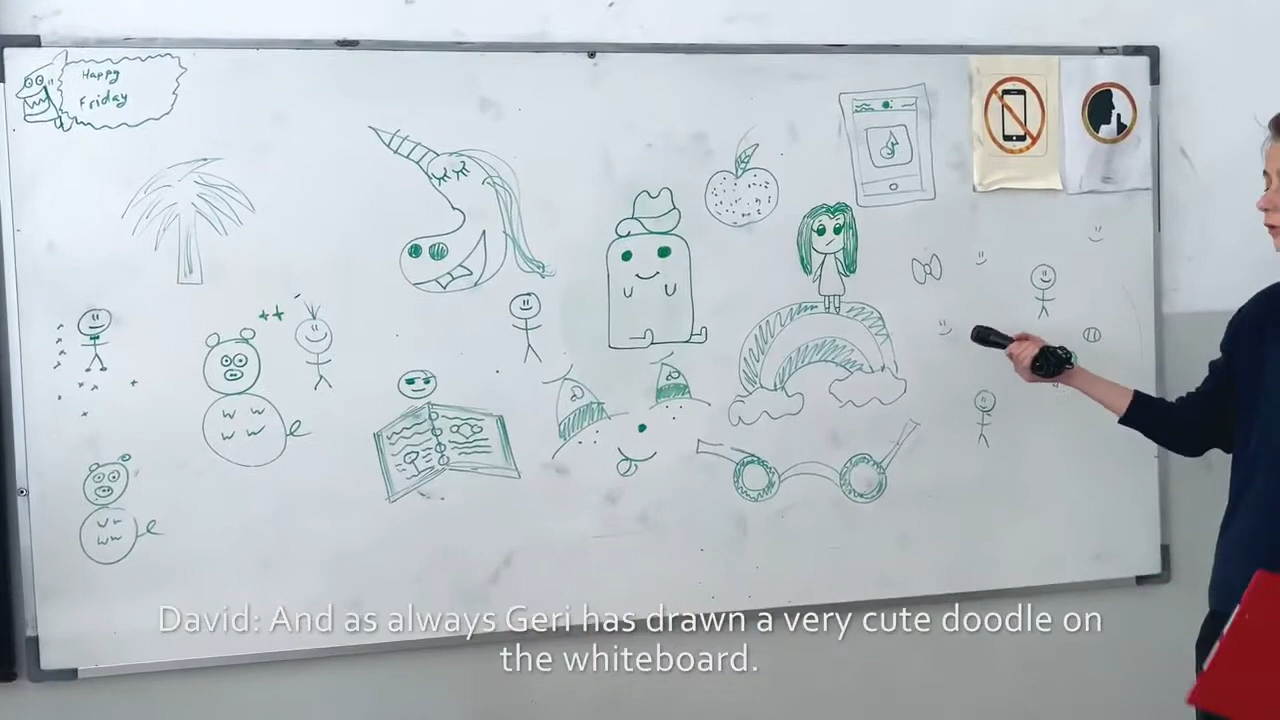 Happy
Friday
David: And as always Geri has drawn a very cute doodle on
the whiteboard.